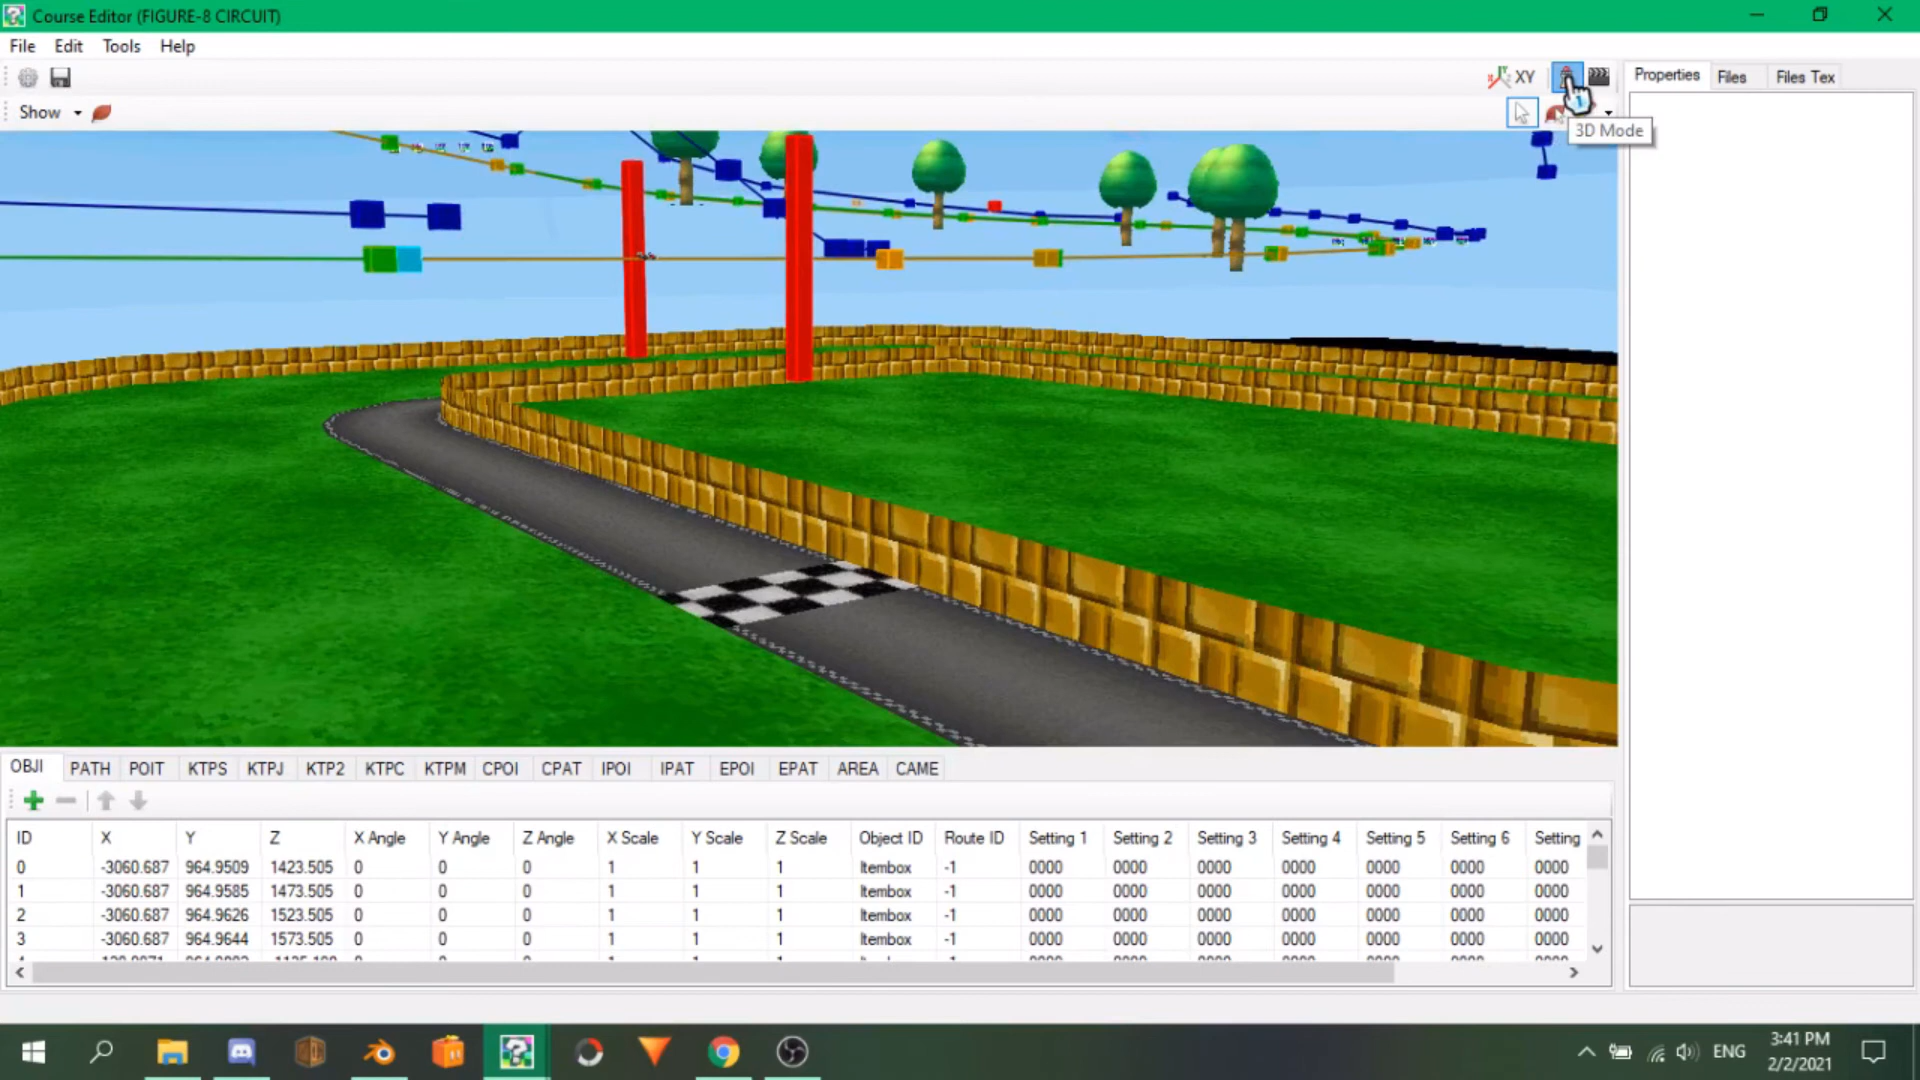 Course Editor (FIGURE-8 CIRCUIT)
File Edit Tools Help
XY
Properties Files Files Tex
Show
3D Mode
OBJI PATH POIT KTPS KTPJ KTP2 KTPC KTPM CPOI CPAT IPOI IPAT EPOI EPAT AREA CAME
ID X Y Z X Angle Y Angle Z Angle X Scale Y Scale Z Scale Object ID Route ID Setting 1 Setting 2 Setting 3 Setting 4 Setting 5 Setting 6 Setting
0 -3060.687 964.9509 1423.505 0 0 0 1 1 1 Itembox -1 0000 0000 0000 0000 0000 0000 0000
1 -3060.687 964.9585 1473.505 0 0 0 1 1 1 Itembox -1 0000 0000 0000 0000 0000 0000 0000
2 -3060.687 964.9626 1523.505 0 0 0 1 1 1 Itembox -1 0000 0000 0000 0000 0000 0000 0000
3 -3060.687 964.9644 1573.505 0 0 0 1 1 1 Itembox -1 0000 0000 0000 0000 0000 0000 0000
ENG
3:41 PM
2/2/2021